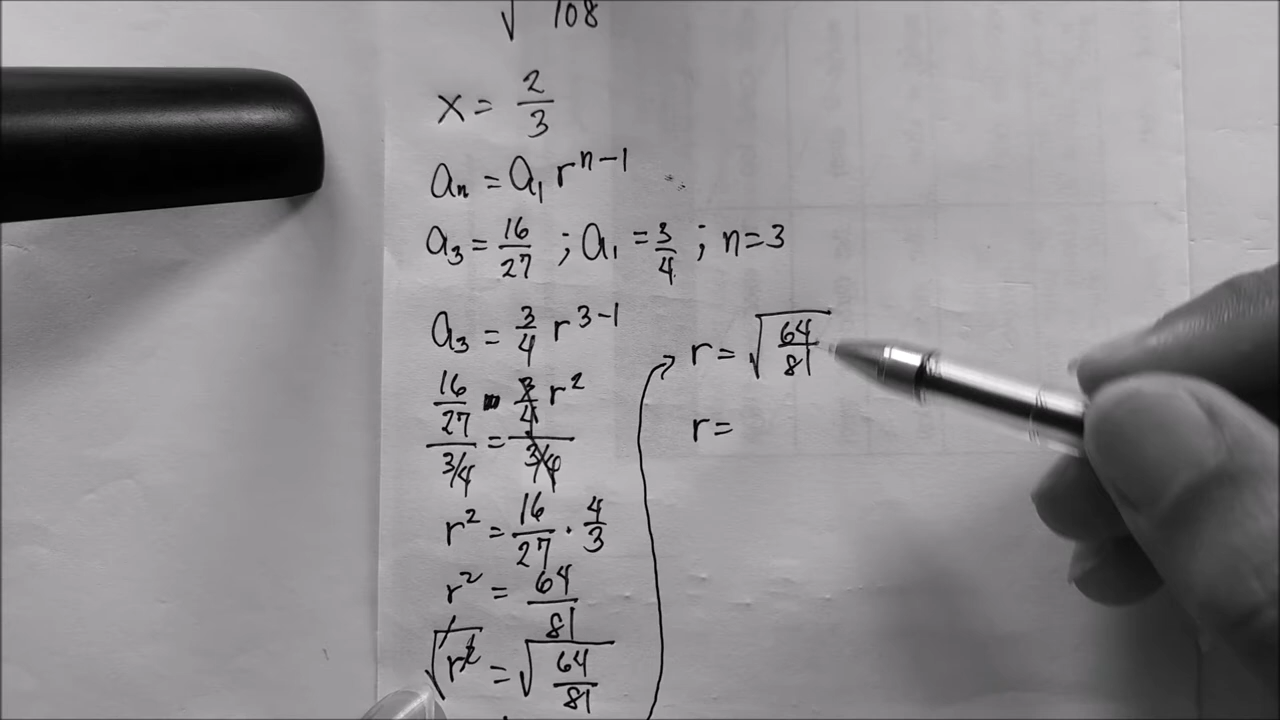 √108
x = 2/3
aₙ = a₁ rⁿ⁻¹
a₃ = 16/27 ; a₁ = 3/4 ; n = 3
a₃ = 3/4 r³⁻¹
16/27 = 3/4 r²
3/4 = 3/4
r² = 16/27 · 4/3
r² = 64/81
√r² = √64/81
r = √64/81
r =